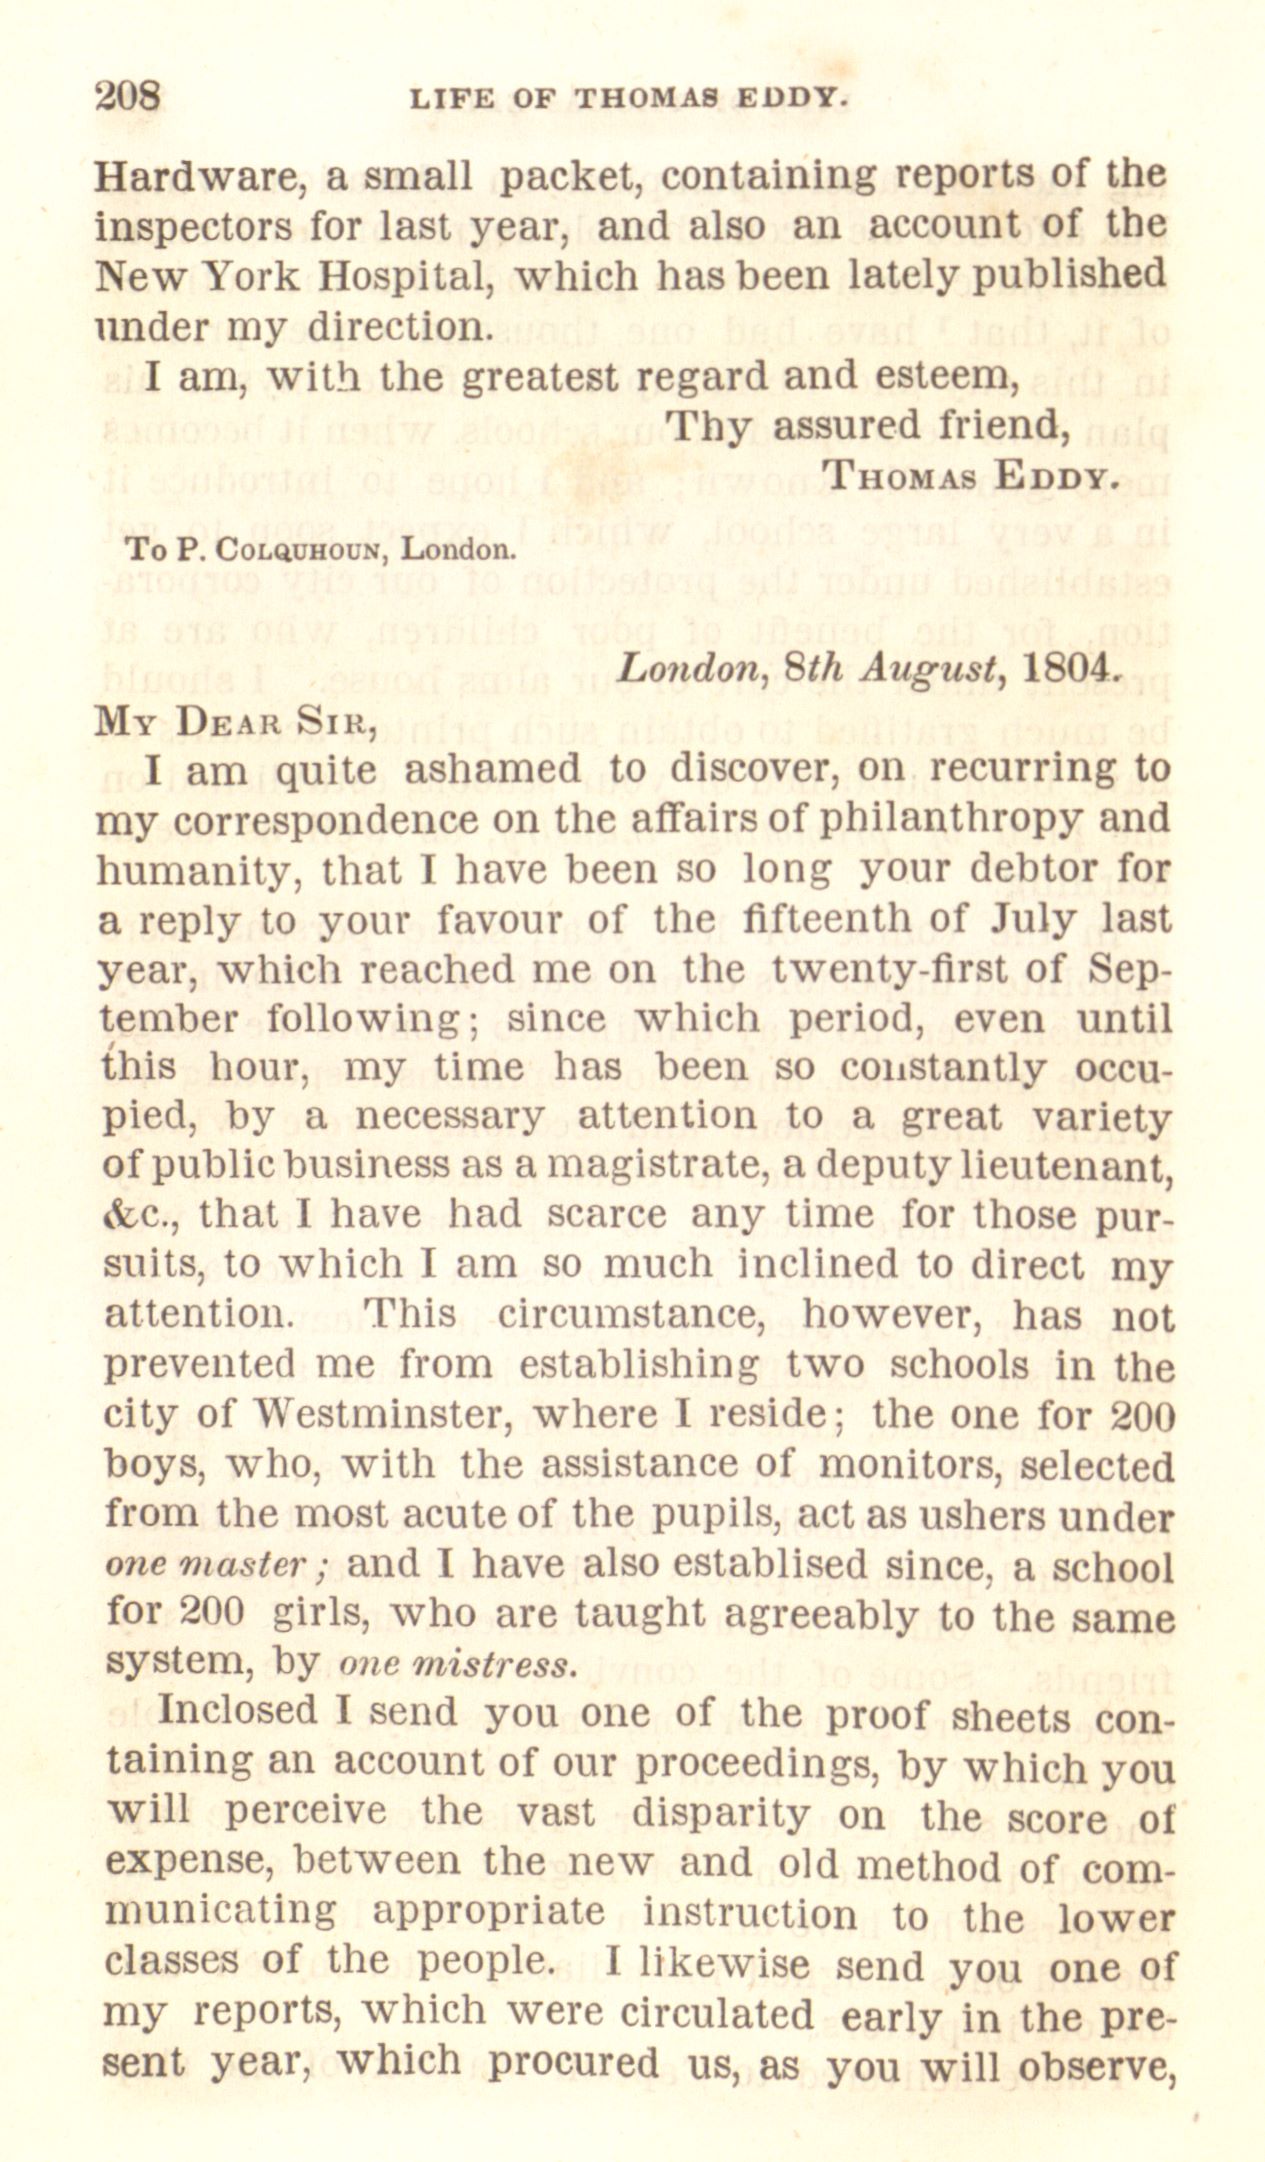 208 LIFE OF THOMAS EDDY.
Hardware, a small packet, containing reports of the
inspectors for last year, and also an account of the
New York Hospital, which has been lately published
under my direction.
I am, with the greatest regard and esteem,
Thy assured friend,
THOMAS EDDY.
To P. COLQUHOUN, London.
London, 8th August, 1804.
MY DEAR SIR,
I am quite ashamed to discover, on recurring to
my correspondence on the affairs of philanthropy and
humanity, that I have been so long your debtor for
a reply to your favour of the fifteenth of July last
year, which reached me on the twenty-first of Sep-
tember following; since which period, even until
this hour, my time has been so constantly occu-
pied, by a necessary attention to a great variety
of public business as a magistrate, a deputy lieutenant,
&c., that I have had scarce any time for those pur-
suits, to which I am so much inclined to direct my
attention. This circumstance, however, has not
prevented me from establishing two schools in the
city of Westminster, where I reside; the one for 200
boys, who, with the assistance of monitors, selected
from the most acute of the pupils, act as ushers under
one master; and I have also establised since, a school
for 200 girls, who are taught agreeably to the same
system, by one mistress.
Inclosed I send you one of the proof sheets con-
taining an account of our proceedings, by which you
will perceive the vast disparity on the score of
expense, between the new and old method of com-
municating appropriate instruction to the lower
classes of the people. I likewise send you one of
my reports, which were circulated early in the pre-
sent year, which procured us, as you will observe,